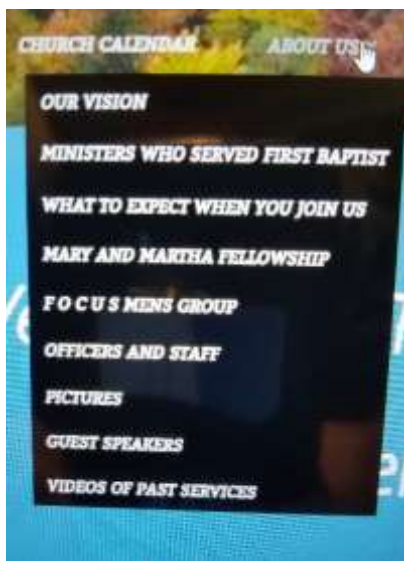 CHURCH CALENDAR ABOUT US
OUR VISION
MINISTERS WHO SERVED FIRST BAPTIST
WHAT TO EXPECT WHEN YOU JOIN US
MARY AND MARTHA FELLOWSHIP
F O C U S MENS GROUP
OFFICERS AND STAFF
PICTURES
GUEST SPEAKERS
VIDEOS OF PAST SERVICES